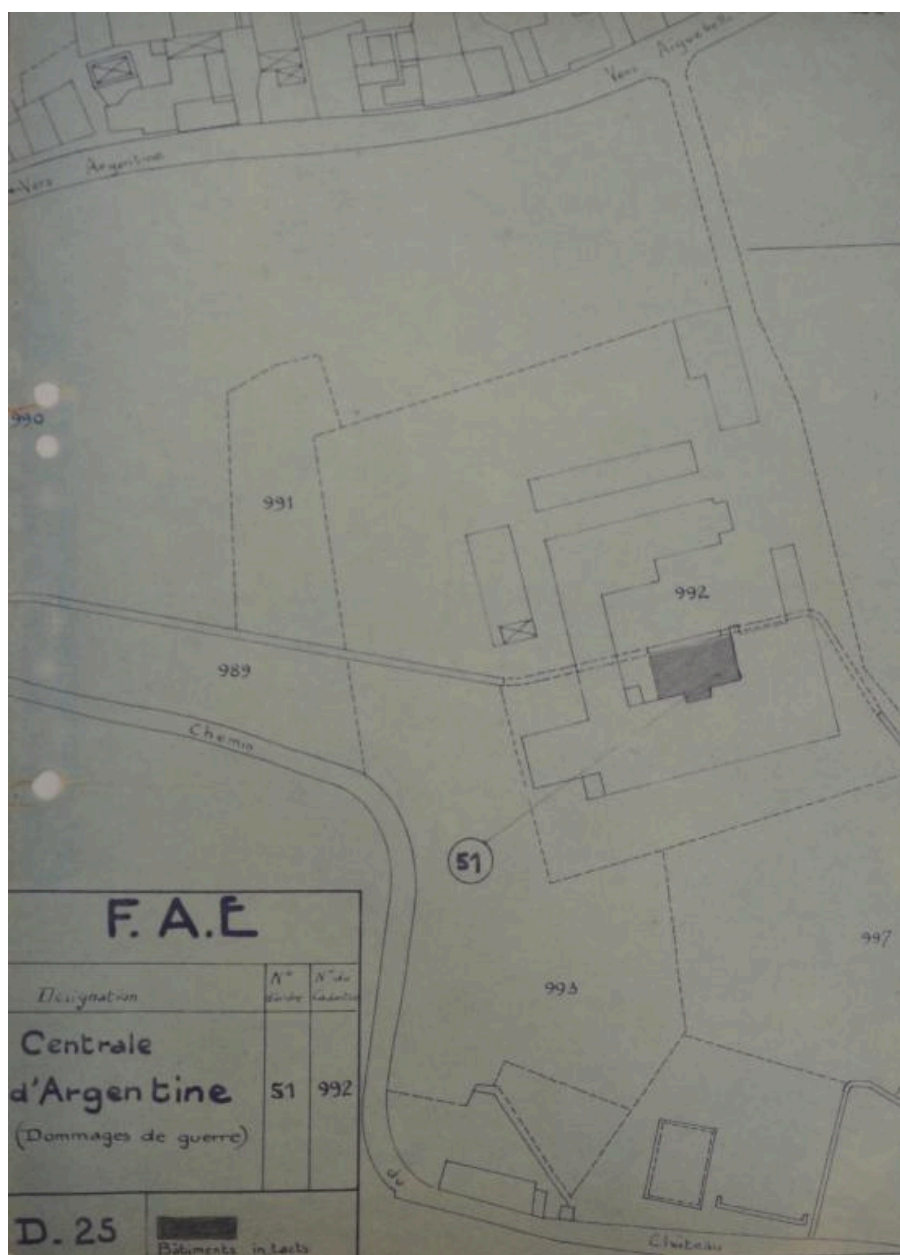 Vers Aiguebelle
Vers Argentine
990
991
992
989
Chemin
51
997
993
F.A.E
Désignation
N° d'ordre
N° du Cadastre
Centrale
d'Argentine
51
992
(Dommages de guerre)
D. 25
Bâtiments intacts
du
Château